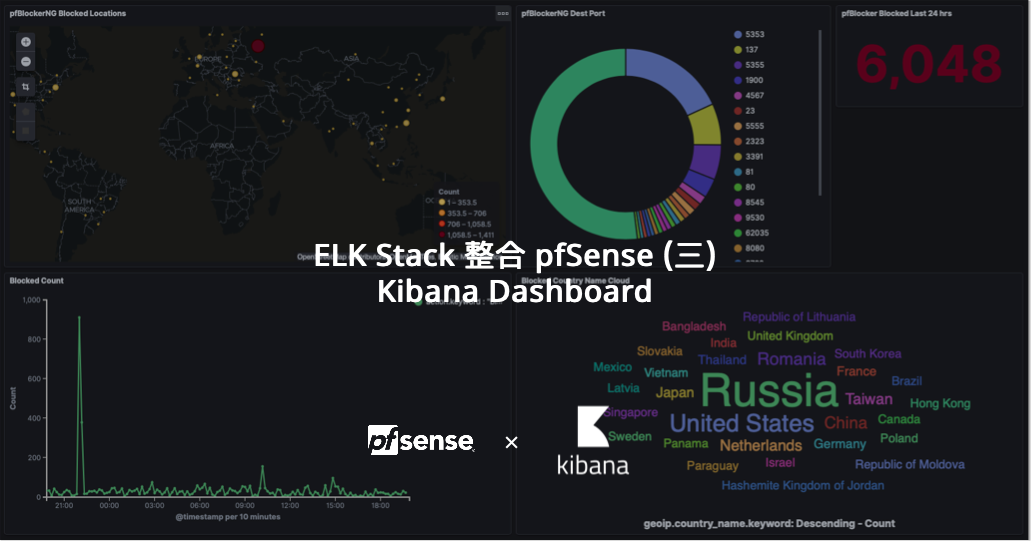 pfBlockerNG Blocked Locations
EUROPE
ASIA
AFRICA
SOUTH
AMERICA
OC
Count
1 – 353.5
353.5 – 706
706 – 1,058.5
1,058.5 – 1,411
pfBlockerNG Dest Port
5353
137
5355
1900
4567
23
5555
2323
3391
81
80
8545
9530
62035
8080
pfBlocker Blocked Last 24 hrs
6,048
ELK Stack 整合 pfSense (三)
Kibana Dashboard
Blocked Count
1,000
800
600
400
200
0
Count
21:00
00:00
03:00
06:00
09:00
12:00
15:00
18:00
@timestamp per 10 minutes
Blocked Country Name Cloud
Republic of Lithuania
Bangladesh
United Kingdom
India
Slovakia
Thailand
Romania
South Korea
Mexico
Vietnam
France
Brazil
Latvia
Japan
Russia
Taiwan
Hong Kong
Singapore
United States
China
Canada
Sweden
Panama
Netherlands
Germany
Poland
Paraguay
Israel
Republic of Moldova
Hashemite Kingdom of Jordan
geoip.country_name.keyword: Descending - Count
pfsense
×
kibana